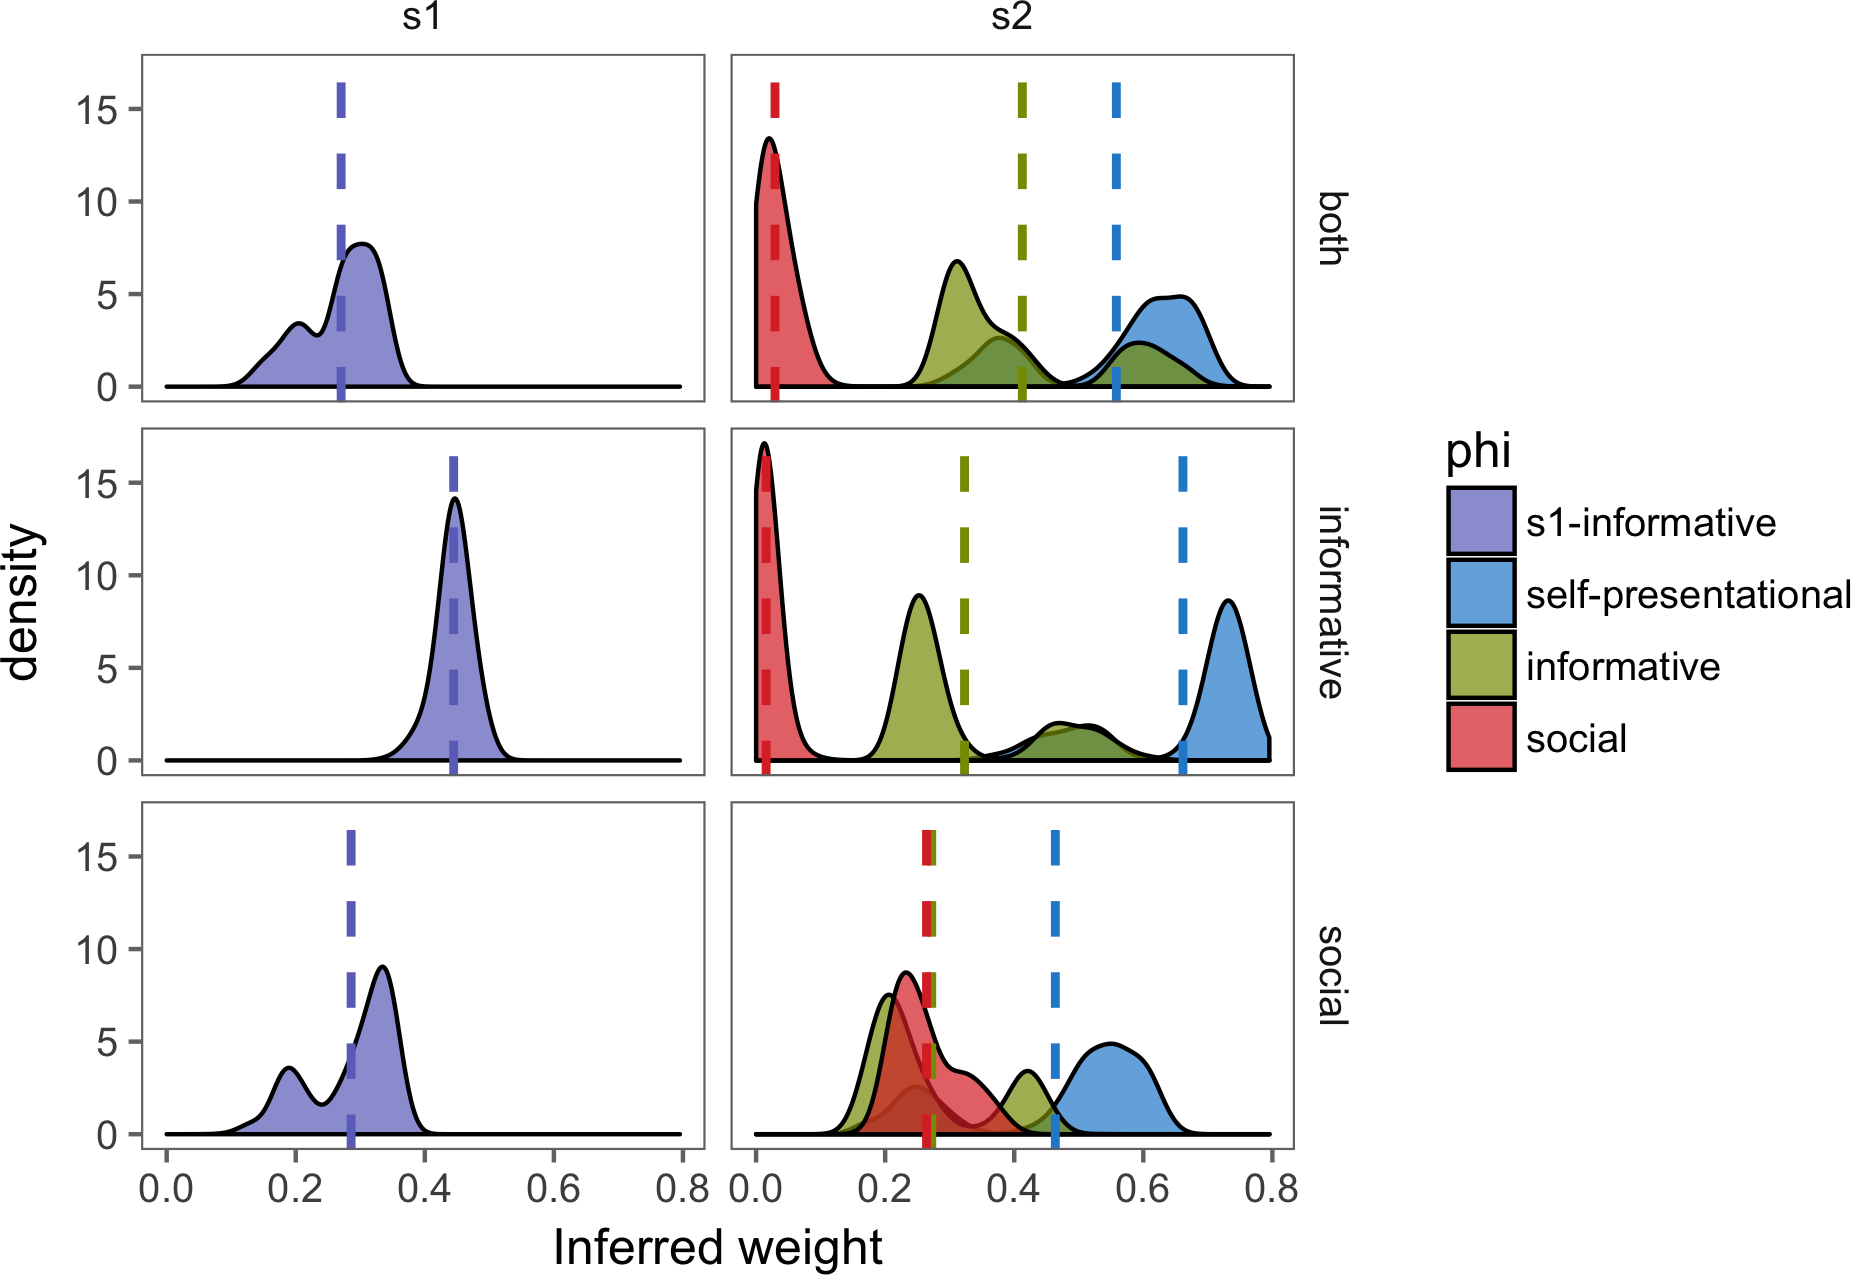 s1 s2
15
10
5
0
both
15
10
5
0
informative
15
10
5
0
social
0.0 0.2 0.4 0.6 0.8 0.0 0.2 0.4 0.6 0.8
density
Inferred weight
phi
s1-informative
self-presentational
informative
social